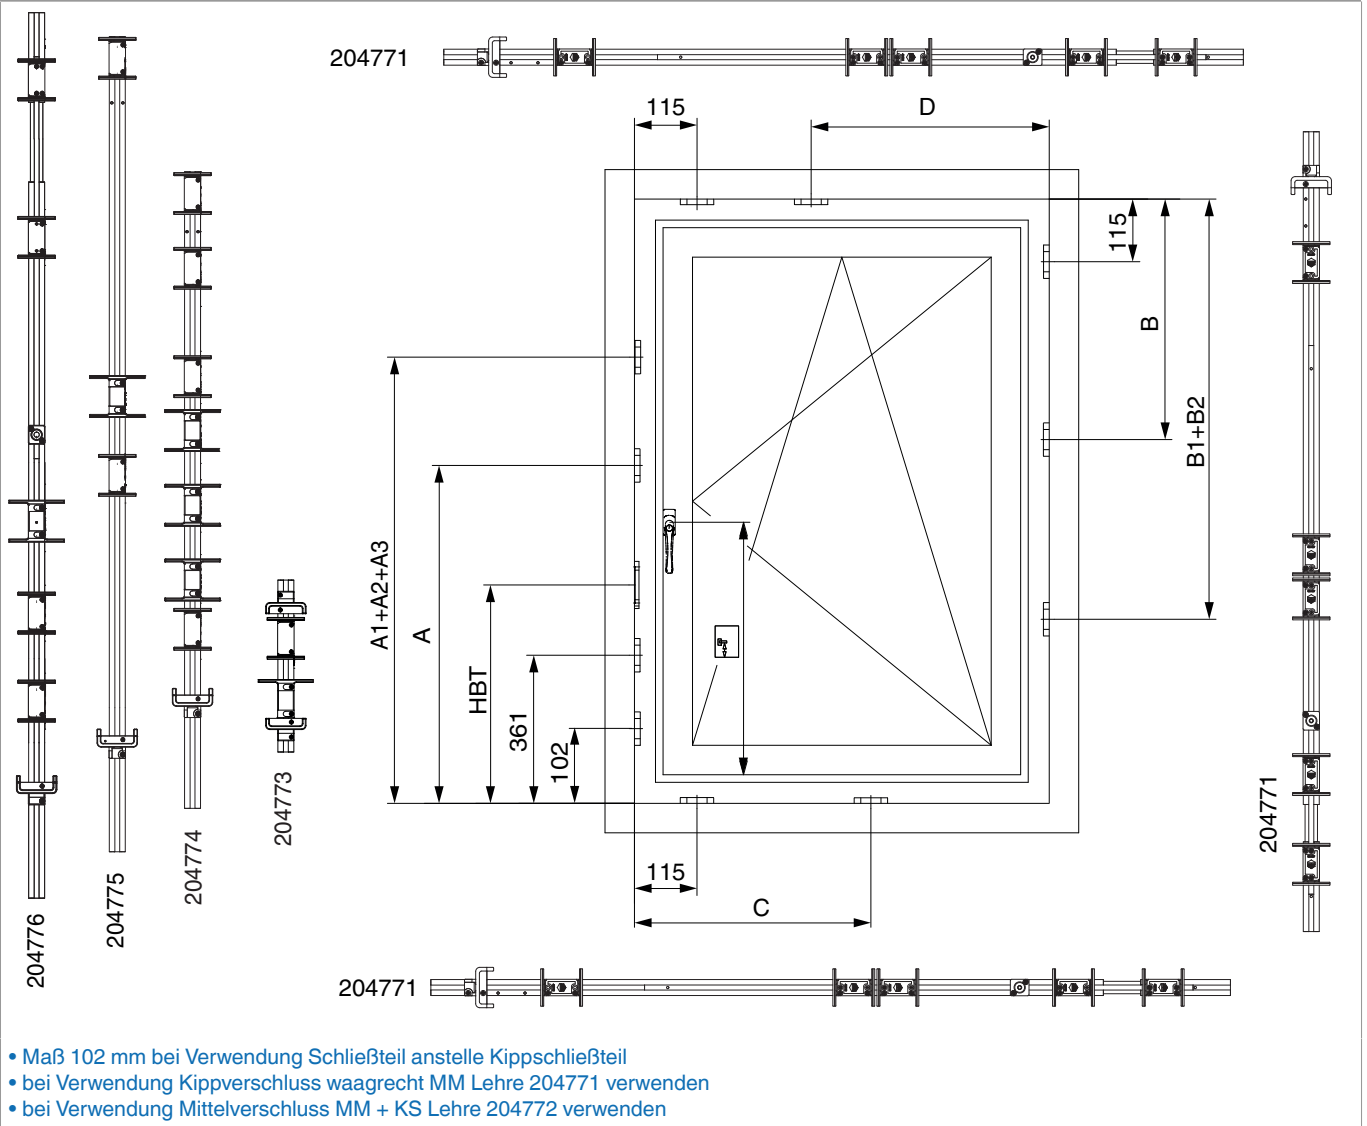 204771
115
D
115
B
B1+B2
A1+A2+A3
A
HBT
361
102
115
C
204776
204775
204774
204773
204771
204771
• Maß 102 mm bei Verwendung Schließteil anstelle Kippschließteil
• bei Verwendung Kippverschluss waagrecht MM Lehre 204771 verwenden
• bei Verwendung Mittelverschluss MM + KS Lehre 204772 verwenden